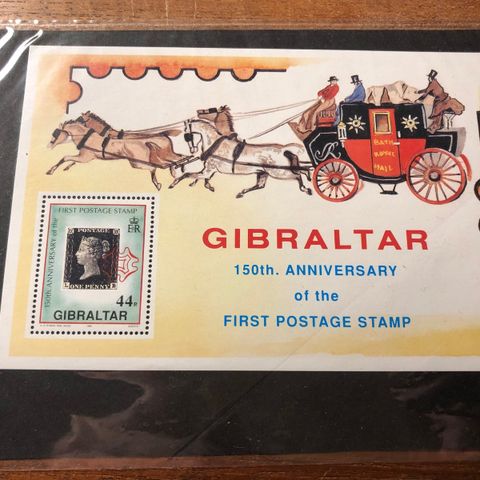 BATH
ROYAL
MAIL
GIBRALTAR
150th. ANNIVERSARY
of the
FIRST POSTAGE STAMP
FIRST POSTAGE STAMP
150th ANNIVERSARY of the
ER
POSTAGE
ONE PENNY
44p
GIBRALTAR